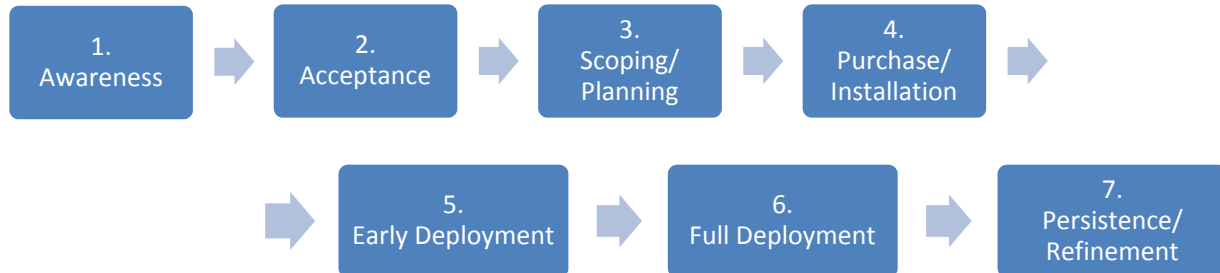 1.
Awareness
2.
Acceptance
3.
Scoping/
Planning
4.
Purchase/
Installation
5.
Early Deployment
6.
Full Deployment
7.
Persistence/
Refinement